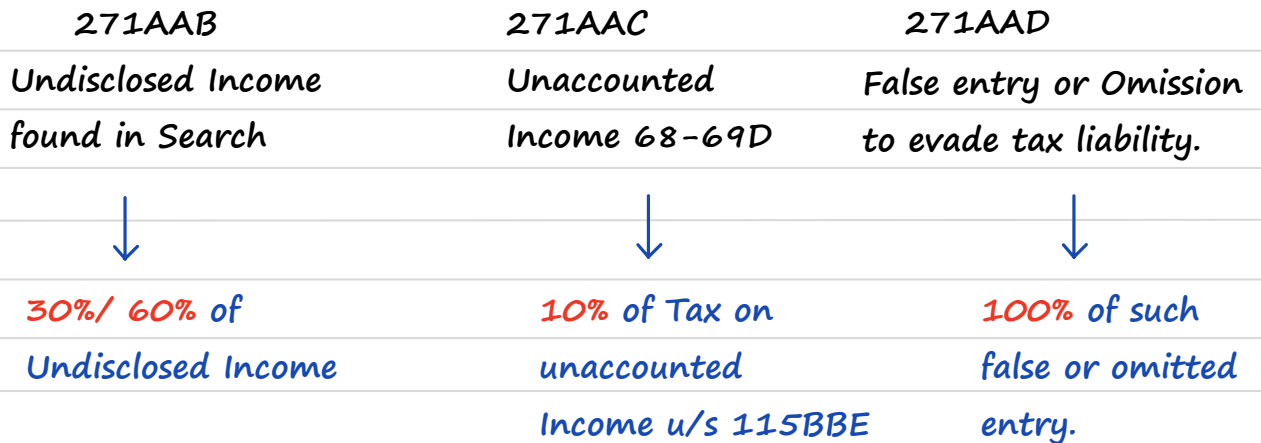 271AAB
271AAC
271AAD
Undisclosed Income
found in Search
Unaccounted
Income 68-69D
False entry or Omission
to evade tax liability.
30%/ 60% of
Undisclosed Income
10% of Tax on
unaccounted
Income u/s 115BBE
100% of such
false or omitted
entry.